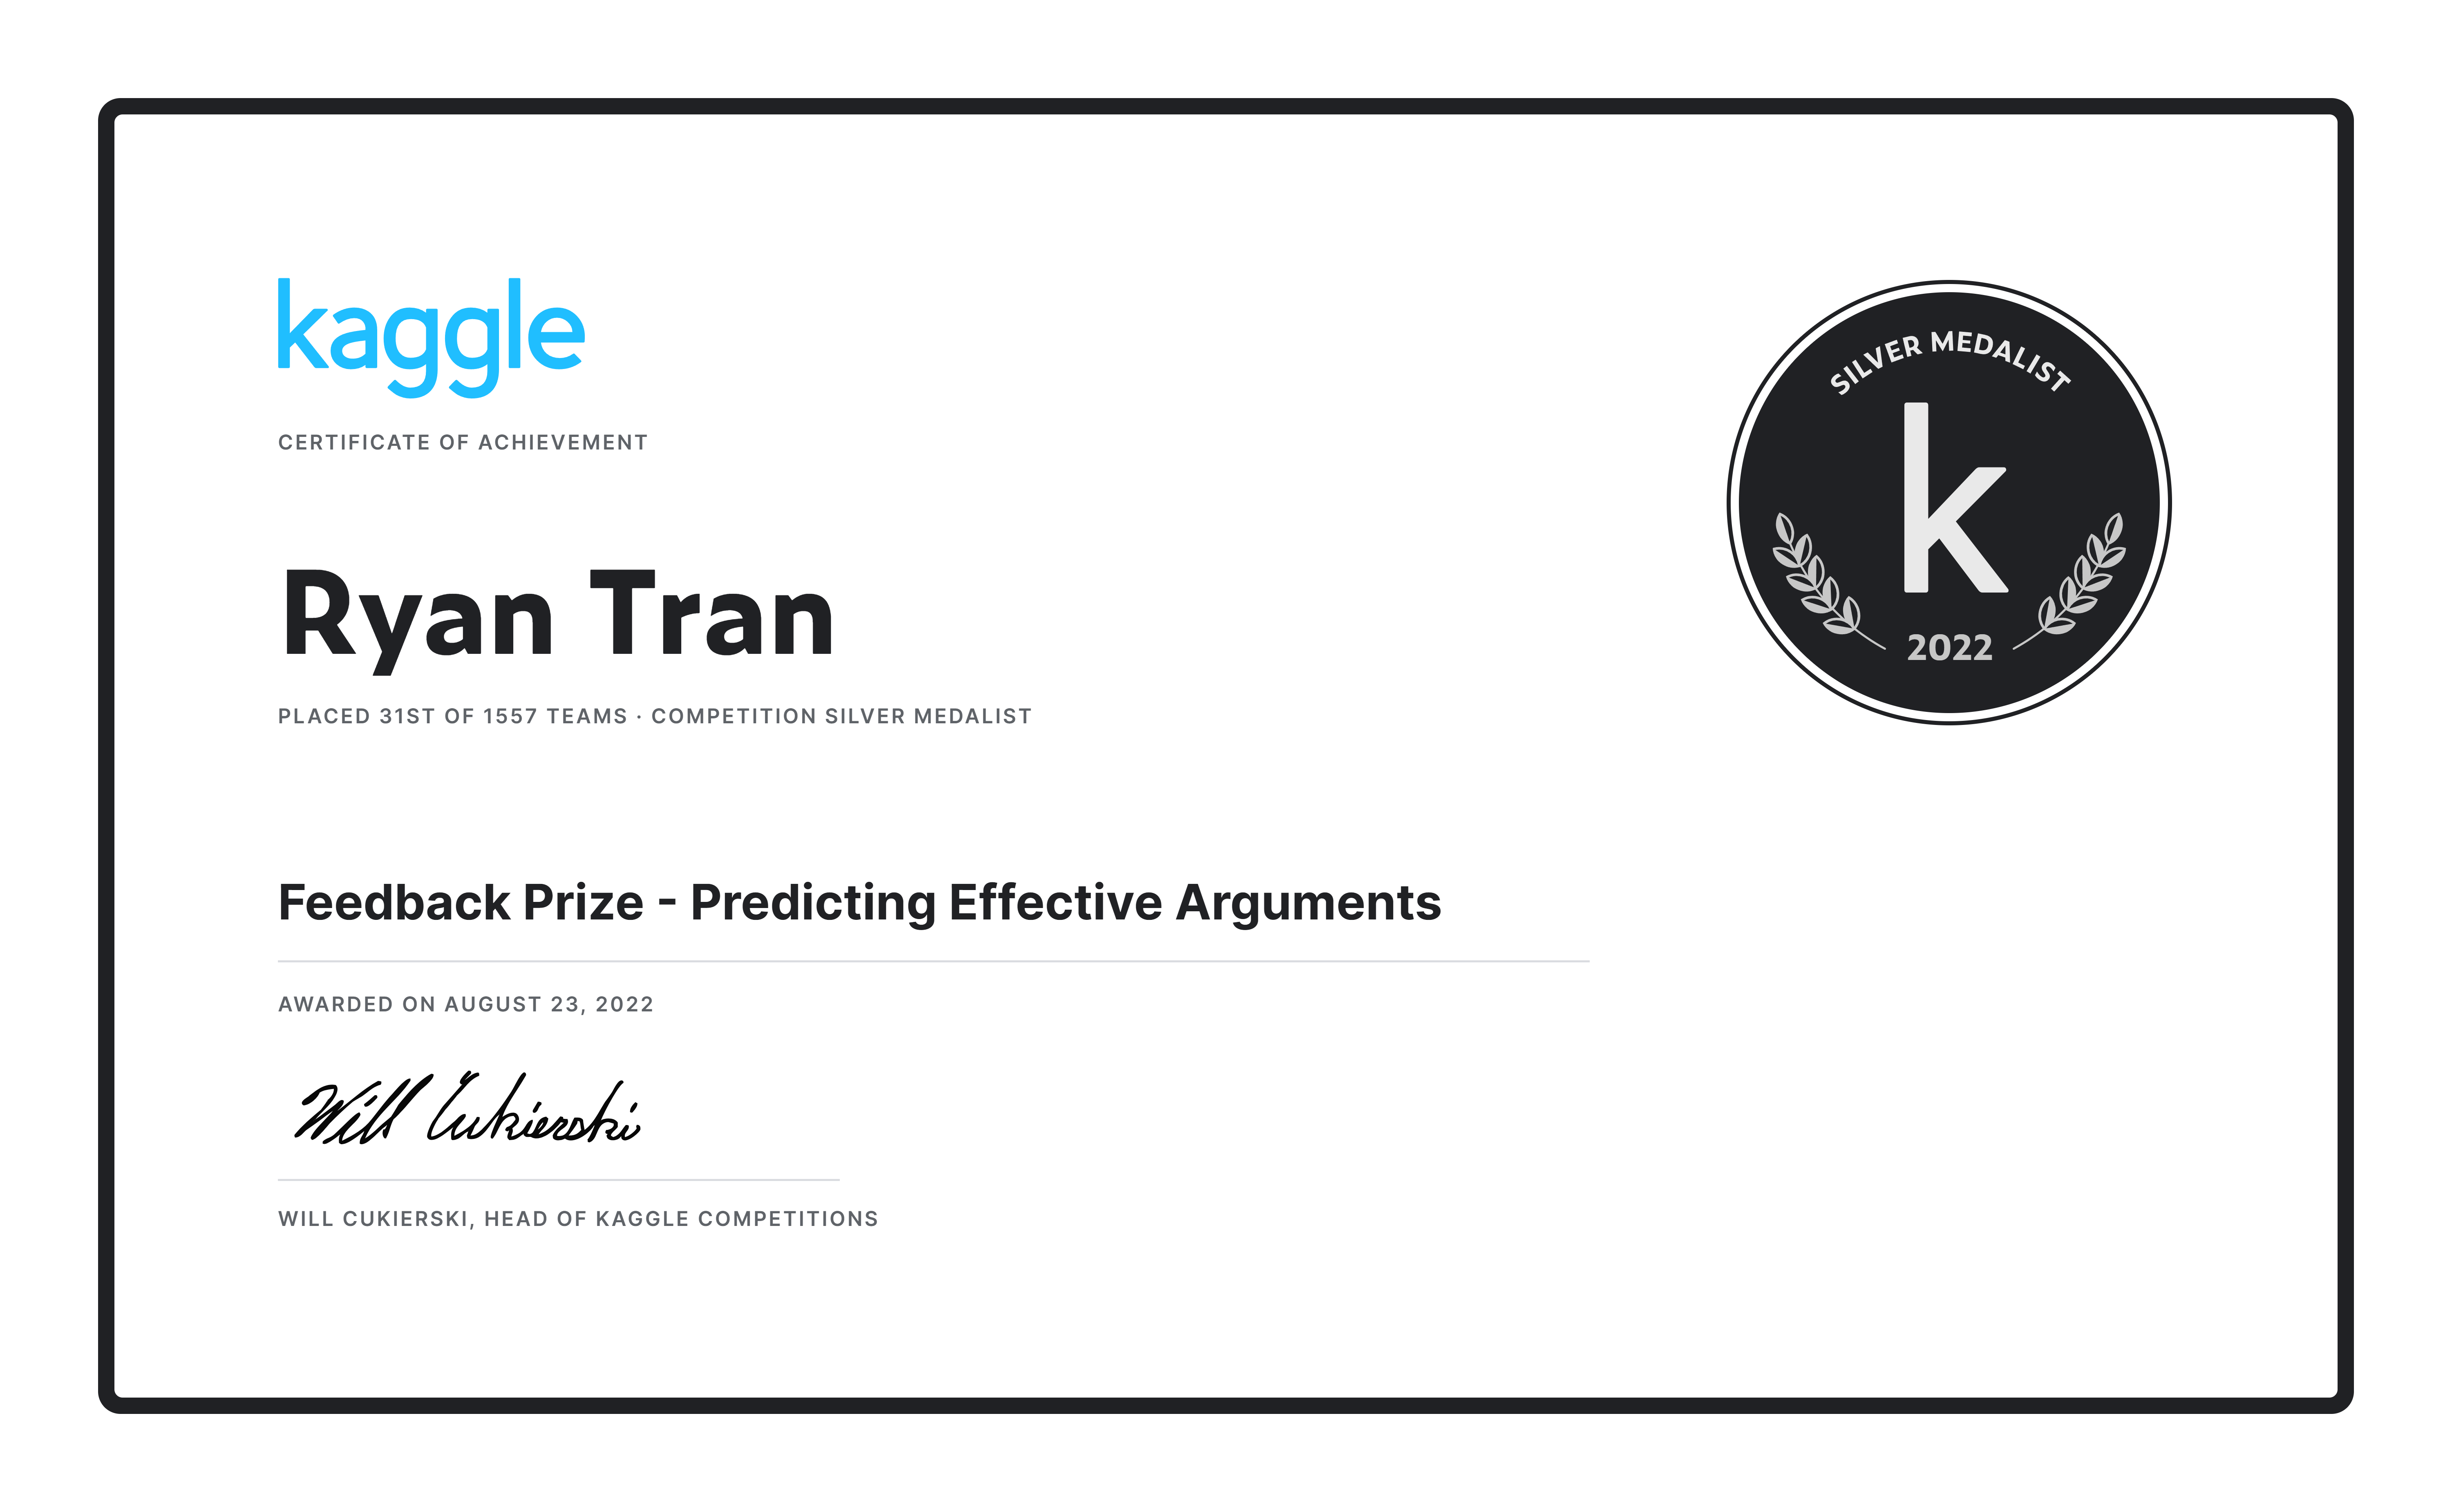 kaggle
CERTIFICATE OF ACHIEVEMENT
SILVER MEDALIST
k
2022
Ryan Tran
PLACED 31ST OF 1557 TEAMS · COMPETITION SILVER MEDALIST
Feedback Prize - Predicting Effective Arguments
AWARDED ON AUGUST 23, 2022
Will Cukierski
WILL CUKIERSKI, HEAD OF KAGGLE COMPETITIONS